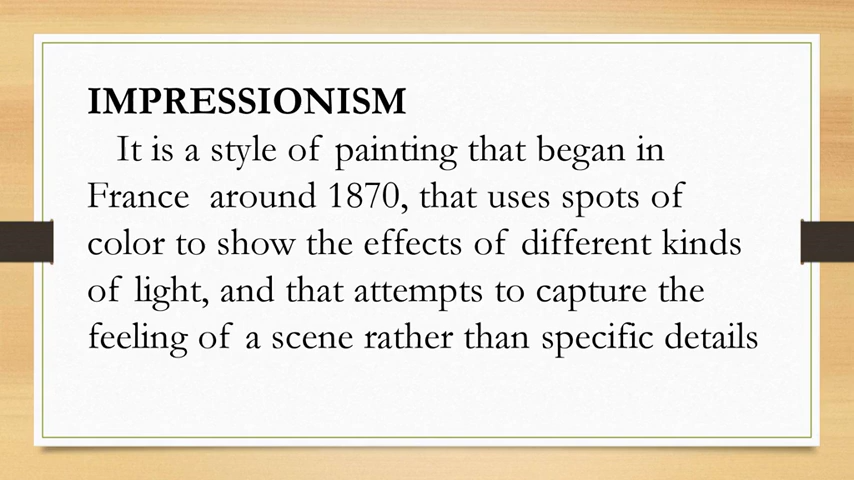 IMPRESSIONISM
It is a style of painting that began in
France around 1870, that uses spots of
color to show the effects of different kinds
of light, and that attempts to capture the
feeling of a scene rather than specific details